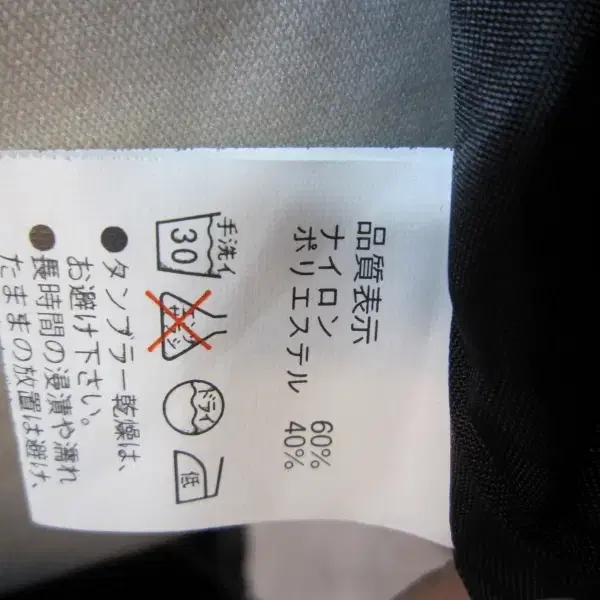 品質表示
ナイロン 60%
ポリエステル 40%
手洗イ
30
ドライ
低
●タンブラー乾燥は、
お避け下さい。
●長時間の浸漬や濡れ
たままの放置は避け、